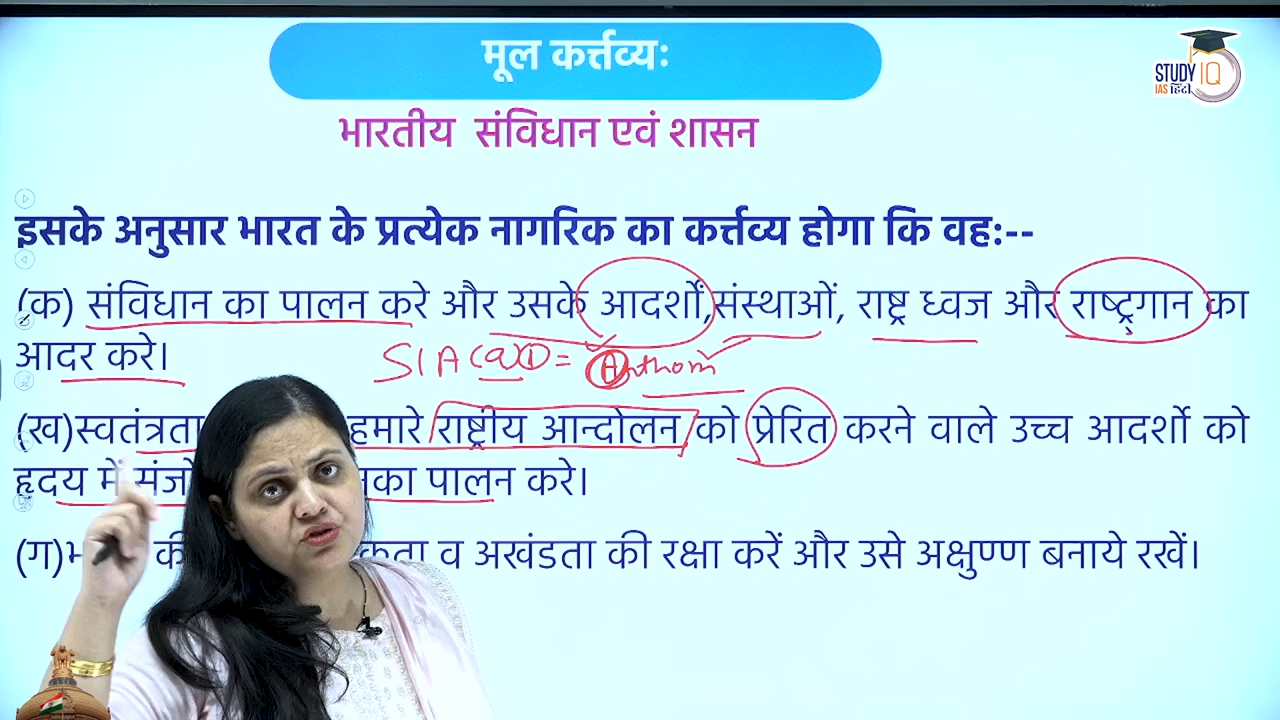 मूल कर्त्तव्यः
STUDY IQ
IAS हिंदी
भारतीय संविधान एवं शासन
इसके अनुसार भारत के प्रत्येक नागरिक का कर्त्तव्य होगा कि वह:--
(क) संविधान का पालन करे और उसके आदर्शों,संस्थाओं, राष्ट्र ध्वज और राष्ट्रगान का
आदर करे।
(ख)स्वतंत्रता हमारे राष्ट्रीय आन्दोलन को प्रेरित करने वाले उच्च आदर्शो को
हृदय में पालन करे।
(ग) की व अखंडता की रक्षा करें और उसे अक्षुण्ण बनाये रखें।